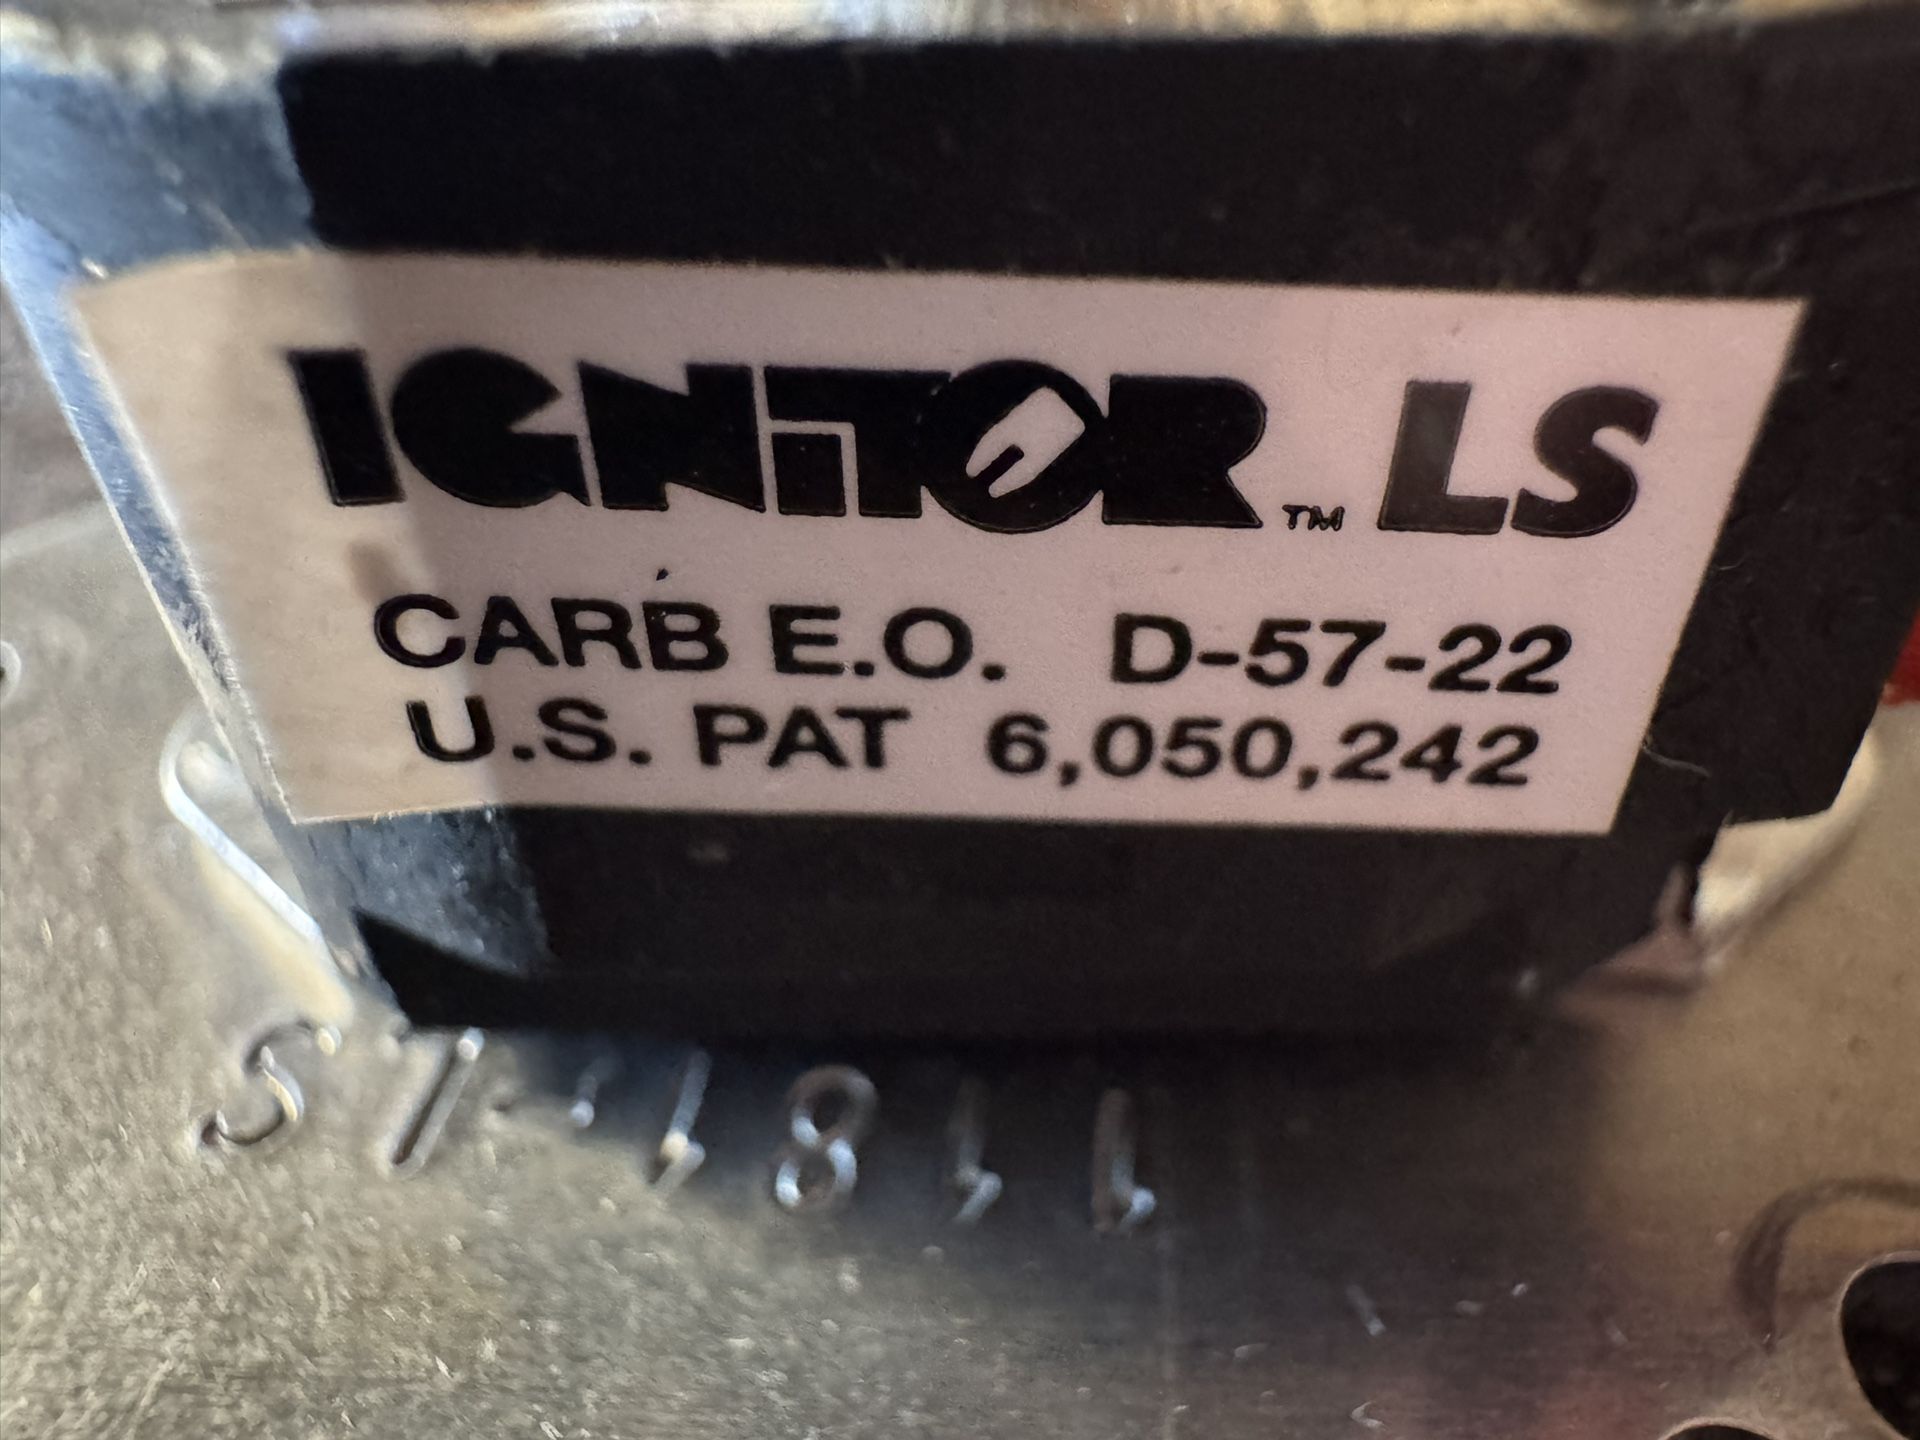 IGNITOR™ LS
CARB E.O. D-57-22
U.S. PAT 6,050,242